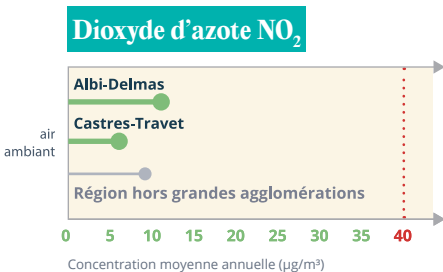 Dioxyde d'azote NO₂
Albi-Delmas
Castres-Travet
air
ambiant
Région hors grandes agglomérations
0 5 10 15 20 25 30 35 40
Concentration moyenne annuelle (µg/m³)